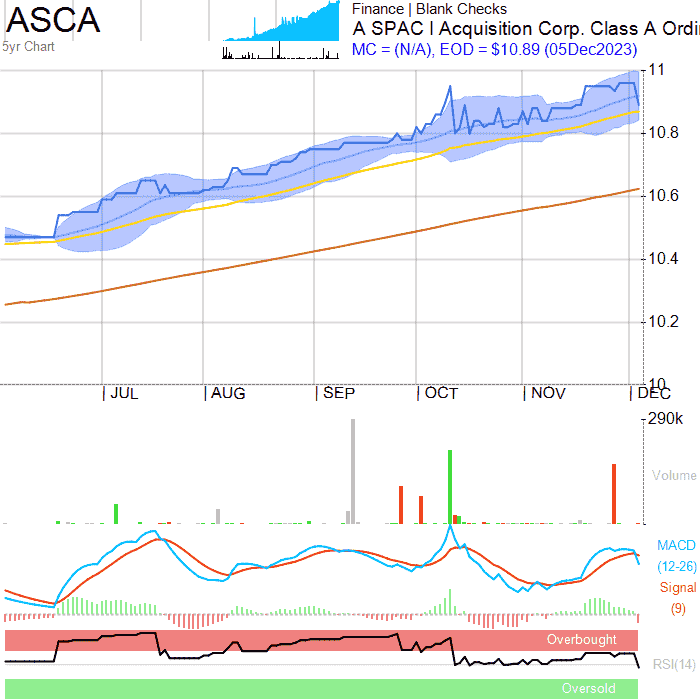 ASCA
5yr Chart
Finance | Blank Checks
A SPAC I Acquisition Corp. Class A Ordi
MC = (N/A), EOD = $10.89 (05Dec2023)
11
10.8
10.6
10.4
10.2
10
JUL
AUG
SEP
OCT
NOV
DEC
290k
Volume
MACD
(12-26)
Signal
(9)
Overbought
RSI(14)
Oversold